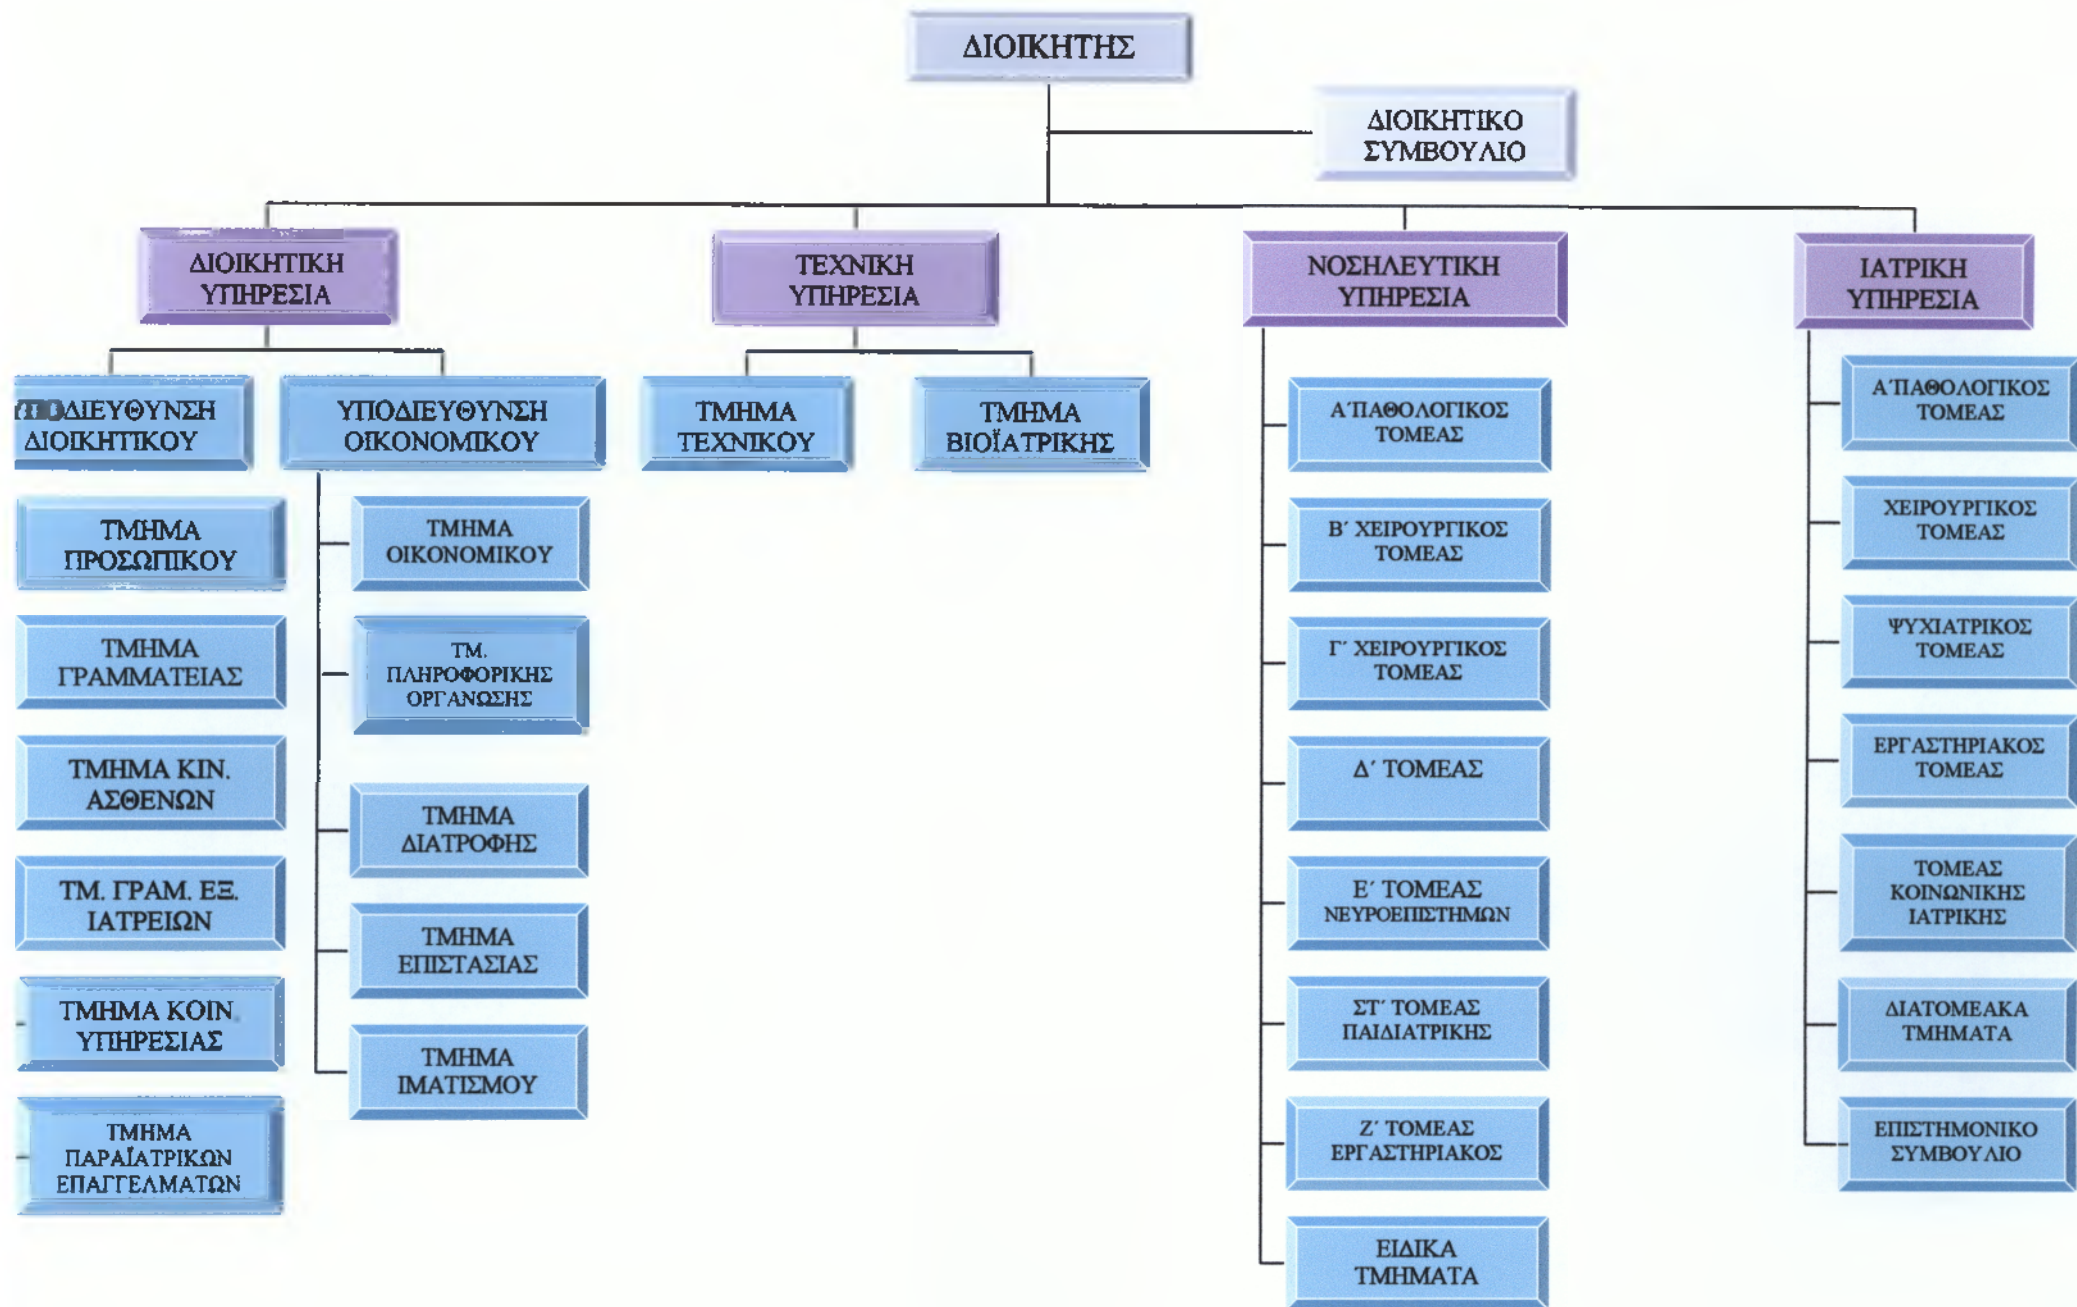 ΔΙΟΙΚΗΤΗΣ
ΔΙΟΙΚΗΤΙΚΟ
ΣΥΜΒΟΥΛΙΟ
ΔΙΟΙΚΗΤΙΚΗ
ΥΠΗΡΕΣΙΑ
ΤΕΧΝΙΚΗ
ΥΠΗΡΕΣΙΑ
ΝΟΣΗΛΕΥΤΙΚΗ
ΥΠΗΡΕΣΙΑ
ΙΑΤΡΙΚΗ
ΥΠΗΡΕΣΙΑ
ΥΠΟΔΙΕΥΘΥΝΣΗ
ΔΙΟΙΚΗΤΙΚΟΥ
ΤΜΗΜΑ
ΠΡΟΣΩΠΙΚΟΥ
ΤΜΗΜΑ
ΓΡΑΜΜΑΤΕΙΑΣ
ΤΜΗΜΑ ΚΙΝ.
ΑΣΘΕΝΩΝ
ΤΜ. ΓΡΑΜ. ΕΞ.
ΙΑΤΡΕΙΩΝ
ΤΜΗΜΑ ΚΟΙΝ.
ΥΠΗΡΕΣΙΑΣ
ΤΜΗΜΑ
ΠΑΡΑΪΑΤΡΙΚΩΝ
ΕΠΑΓΓΕΛΜΑΤΩΝ
ΥΠΟΔΙΕΥΘΥΝΣΗ
ΟΙΚΟΝΟΜΙΚΟΥ
ΤΜΗΜΑ
ΟΙΚΟΝΟΜΙΚΟΥ
ΤΜ.
ΠΛΗΡΟΦΟΡΙΚΗΣ
ΟΡΓΑΝΩΣΗΣ
ΤΜΗΜΑ
ΔΙΑΤΡΟΦΗΣ
ΤΜΗΜΑ
ΕΠΙΣΤΑΣΙΑΣ
ΤΜΗΜΑ
ΙΜΑΤΙΣΜΟΥ
ΤΜΗΜΑ
ΤΕΧΝΙΚΟΥ
ΤΜΗΜΑ
ΒΙΟΪΑΤΡΙΚΗΣ
Α΄ΠΑΘΟΛΟΓΙΚΟΣ
ΤΟΜΕΑΣ
Β΄ ΧΕΙΡΟΥΡΓΙΚΟΣ
ΤΟΜΕΑΣ
Γ΄ ΧΕΙΡΟΥΡΓΙΚΟΣ
ΤΟΜΕΑΣ
Δ΄ ΤΟΜΕΑΣ
Ε΄ ΤΟΜΕΑΣ
ΝΕΥΡΟΕΠΙΣΤΗΜΩΝ
ΣΤ΄ ΤΟΜΕΑΣ
ΠΑΙΔΙΑΤΡΙΚΗΣ
Ζ΄ ΤΟΜΕΑΣ
ΕΡΓΑΣΤΗΡΙΑΚΟΣ
ΕΙΔΙΚΑ
ΤΜΗΜΑΤΑ
Α΄ΠΑΘΟΛΟΓΙΚΟΣ
ΤΟΜΕΑΣ
ΧΕΙΡΟΥΡΓΙΚΟΣ
ΤΟΜΕΑΣ
ΨΥΧΙΑΤΡΙΚΟΣ
ΤΟΜΕΑΣ
ΕΡΓΑΣΤΗΡΙΑΚΟΣ
ΤΟΜΕΑΣ
ΤΟΜΕΑΣ
ΚΟΙΝΩΝΙΚΗΣ
ΙΑΤΡΙΚΗΣ
ΔΙΑΤΟΜΕΑΚΑ
ΤΜΗΜΑΤΑ
ΕΠΙΣΤΗΜΟΝΙΚΟ
ΣΥΜΒΟΥΛΙΟ